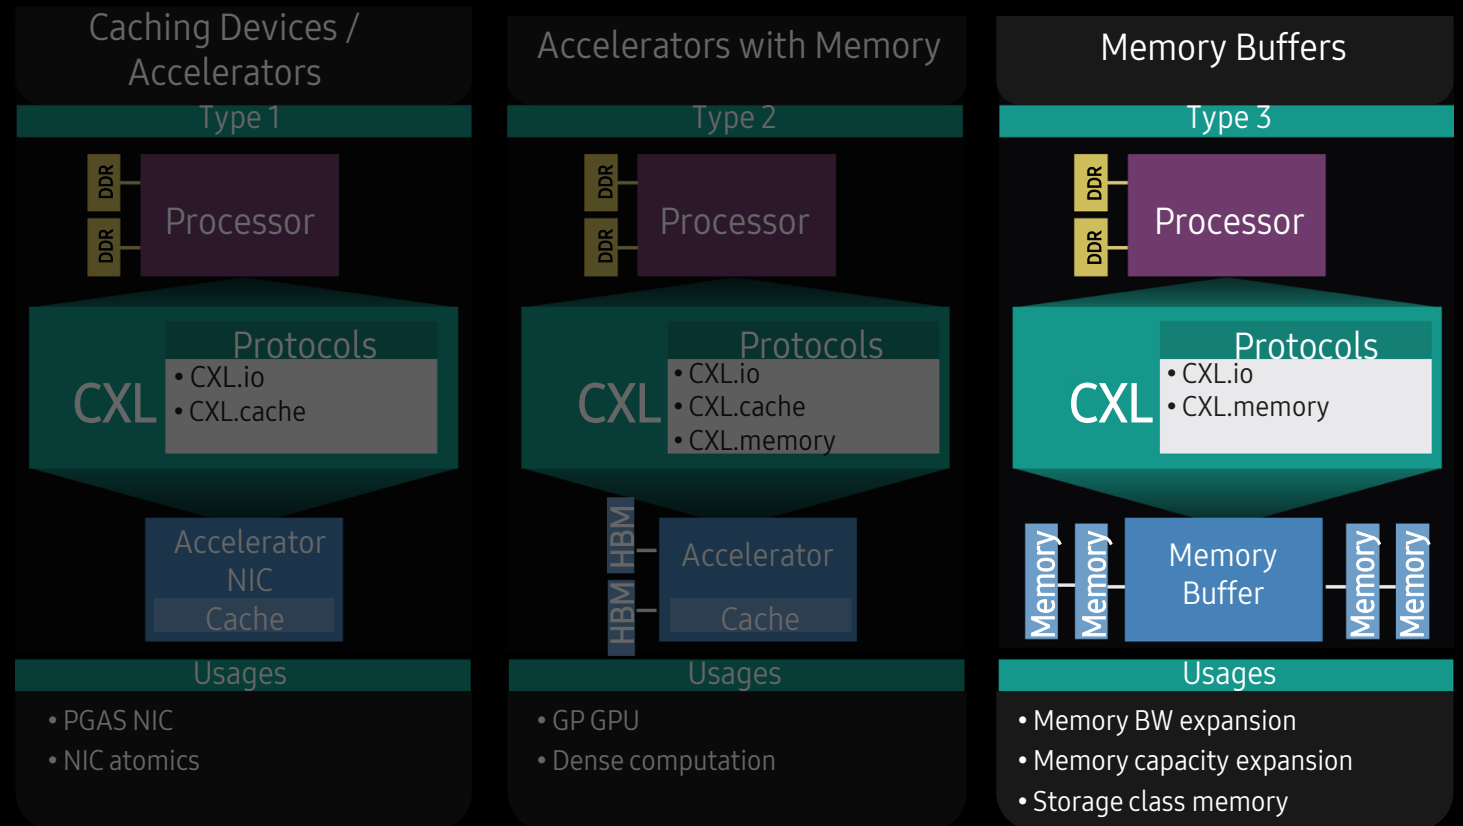 Caching Devices /
Accelerators
Type 1
DDR
DDR
Processor
CXL
Protocols
• CXL.io
• CXL.cache
Accelerator
NIC
Cache
Usages
• PGAS NIC
• NIC atomics
Accelerators with Memory
Type 2
DDR
DDR
Processor
CXL
Protocols
• CXL.io
• CXL.cache
• CXL.memory
HBM
HBM
Accelerator
Cache
Usages
• GP GPU
• Dense computation
Memory Buffers
Type 3
DDR
DDR
Processor
CXL
Protocols
• CXL.io
• CXL.memory
Memory
Memory
Memory
Buffer
Memory
Memory
Usages
• Memory BW expansion
• Memory capacity expansion
• Storage class memory